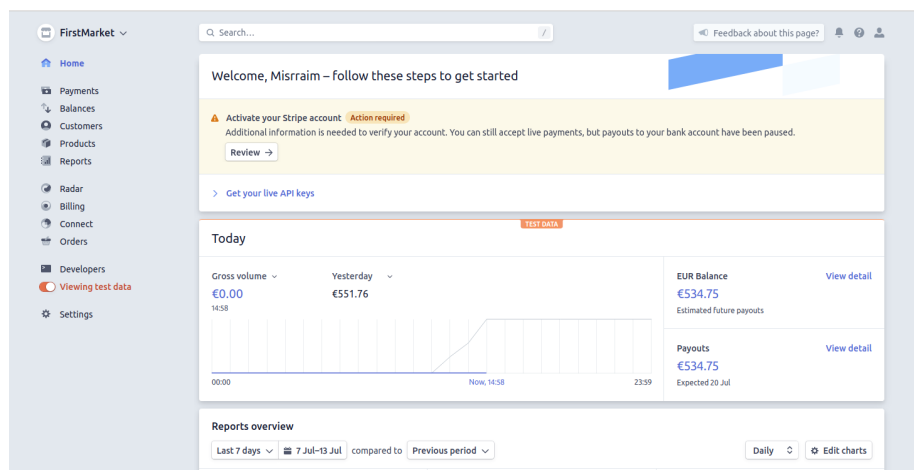 FirstMarket
Search...
/
Feedback about this page?
Home
Payments
Balances
Customers
Products
Reports
Radar
Billing
Connect
Orders
Developers
Viewing test data
Settings
Welcome, Misrraim – follow these steps to get started
Activate your Stripe account Action required
Additional information is needed to verify your account. You can still accept live payments, but payouts to your bank account have been paused.
Review →
Get your live API keys
TEST DATA
Today
Gross volume Yesterday
€0.00 €551.76
14:58
00:00 Now, 14:58 23:59
EUR Balance View detail
€534.75
Estimated future payouts
Payouts View detail
€534.75
Expected 20 Jul
Reports overview
Last 7 days 7 Jul–13 Jul compared to Previous period Daily Edit charts